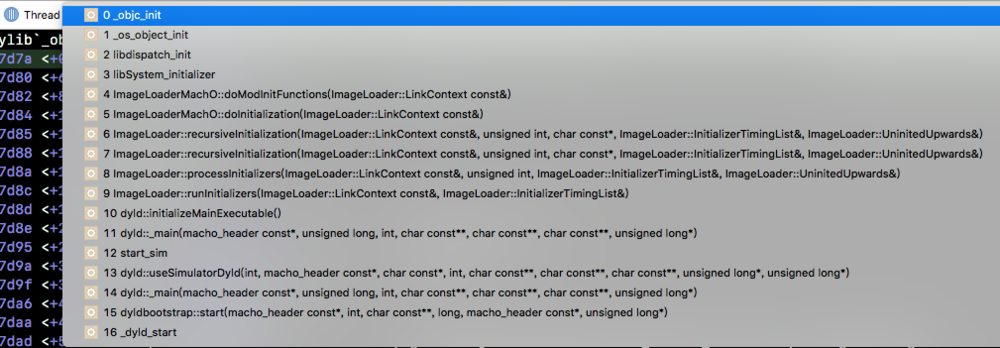 Thread
0 _objc_init
ylib`_ob
1 _os_object_init
7d7a <+0
2 libdispatch_init
7d80 <+6
3 libSystem_initializer
7d82 <+8
4 ImageLoaderMachO::doModInitFunctions(ImageLoader::LinkContext const&)
7d84 <+1
5 ImageLoaderMachO::doInitialization(ImageLoader::LinkContext const&)
7d85 <+1
6 ImageLoader::recursiveInitialization(ImageLoader::LinkContext const&, unsigned int, char const*, ImageLoader::InitializerTimingList&, ImageLoader::UninitedUpwards&)
7d88 <+1
7 ImageLoader::recursiveInitialization(ImageLoader::LinkContext const&, unsigned int, char const*, ImageLoader::InitializerTimingList&, ImageLoader::UninitedUpwards&)
7d8a <+1
8 ImageLoader::processInitializers(ImageLoader::LinkContext const&, unsigned int, ImageLoader::InitializerTimingList&, ImageLoader::UninitedUpwards&)
7d8c <+1
9 ImageLoader::runInitializers(ImageLoader::LinkContext const&, ImageLoader::InitializerTimingList&)
7d8d <+1
10 dyld::initializeMainExecutable()
7d8e <+2
11 dyld::_main(macho_header const*, unsigned long, int, char const**, char const**, char const**, unsigned long*)
7d95 <+2
12 start_sim
7d9a <+3
13 dyld::useSimulatorDyld(int, macho_header const*, char const*, int, char const**, char const**, char const**, unsigned long*, unsigned long*)
7d9f <+3
14 dyld::_main(macho_header const*, unsigned long, int, char const**, char const**, char const**, unsigned long*)
7da6 <+4
15 dyldbootstrap::start(macho_header const*, int, char const**, long, macho_header const*, unsigned long*)
7daa <+4
16 _dyld_start
7dad <+5